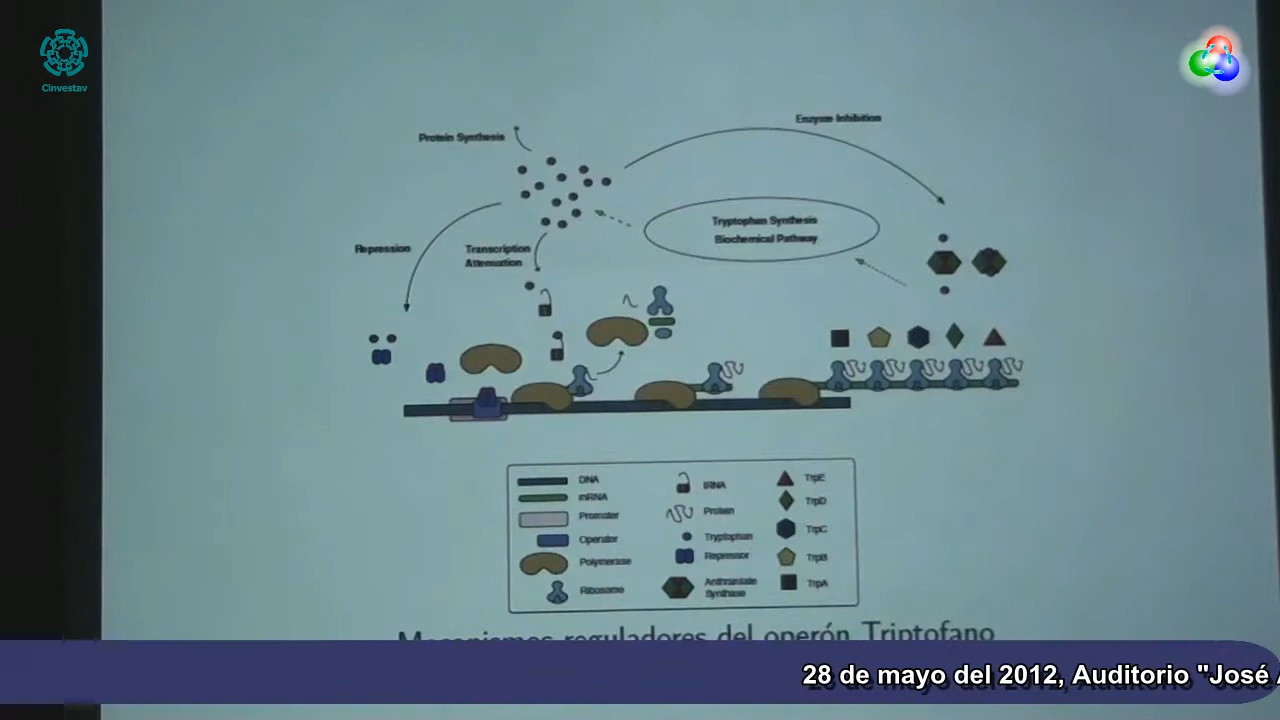 Cinvestav
Enzyme Inhibition
Protein Synthesis
Tryptophan Synthesis
Biochemical Pathway
Repression
Transcription
Attenuation
DNA
mRNA
Promoter
Operator
Polymerase
Ribosome
tRNA
Protein
Tryptophan
Repressor
Anthranilate
Synthase
TrpE
TrpD
TrpC
TrpB
TrpA
Mecanismos reguladores del operón Triptofano
28 de mayo del 2012, Auditorio "José